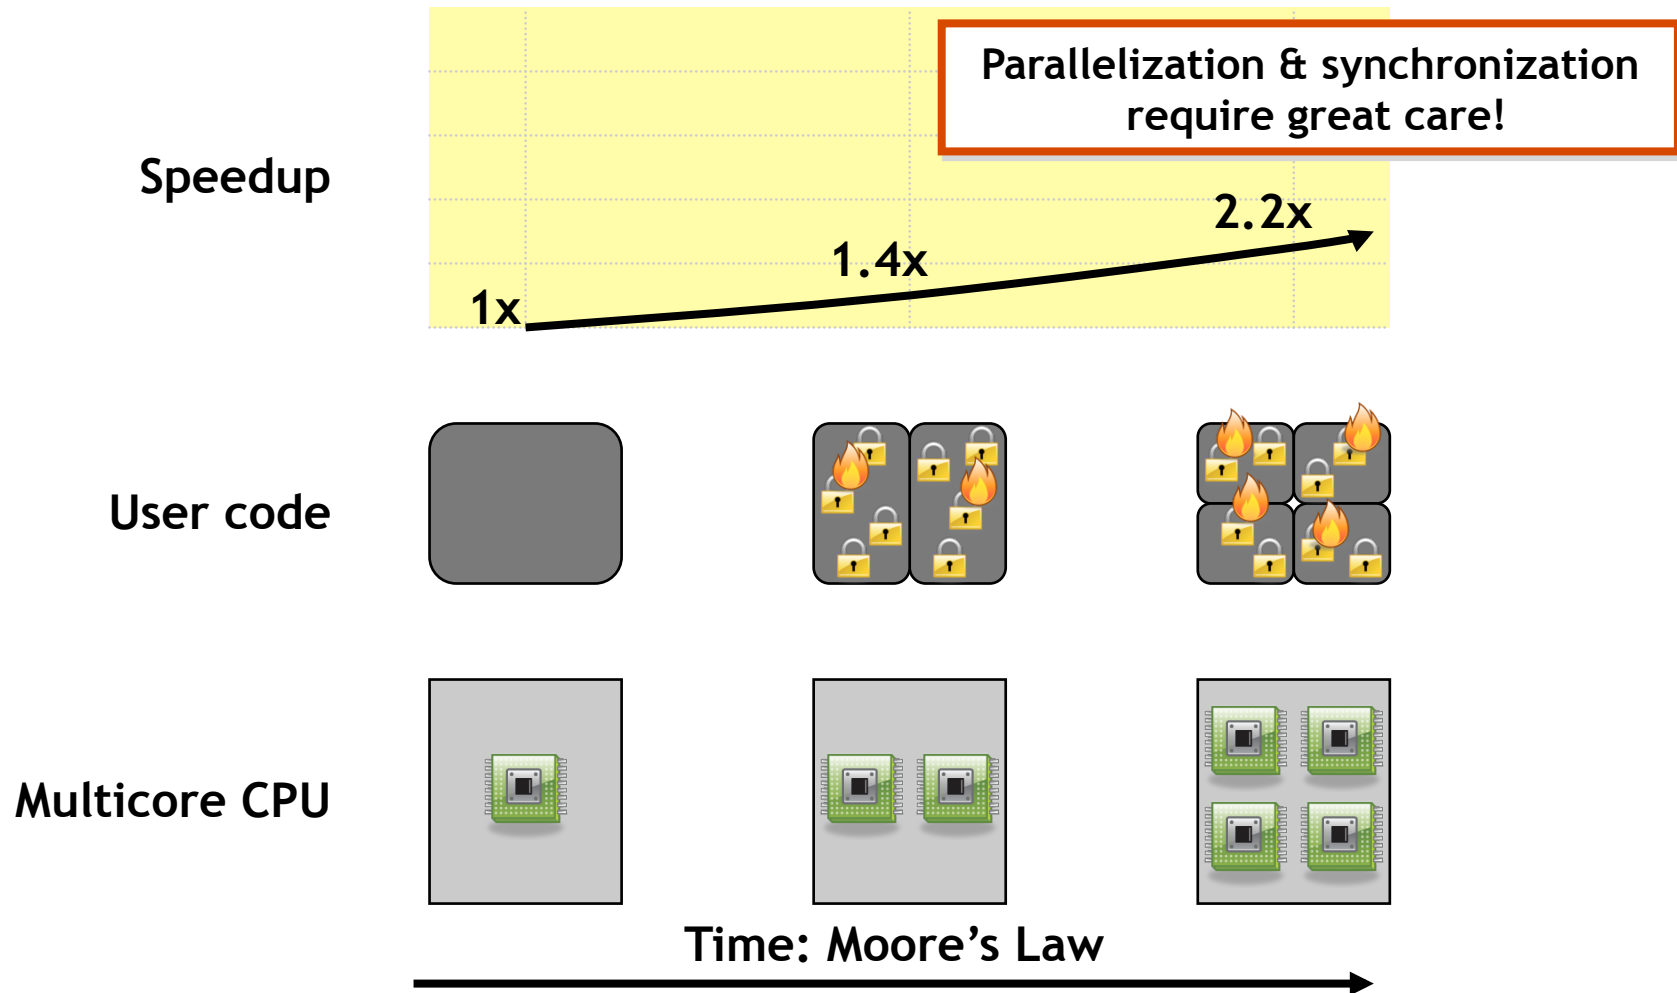 Parallelization & synchronization
require great care!
Speedup
2.2x
1.4x
1x
User code
Multicore CPU
Time: Moore’s Law